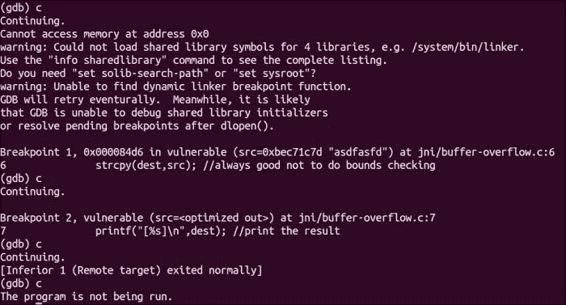 (gdb) c
Continuing.
Cannot access memory at address 0x0
warning: Could not load shared library symbols for 4 libraries, e.g. /system/bin/linker.
Use the "info sharedlibrary" command to see the complete listing.
Do you need "set solib-search-path" or "set sysroot"?
warning: Unable to find dynamic linker breakpoint function.
GDB will retry eventurally.  Meanwhile, it is likely
that GDB is unable to debug shared library initializers
or resolve pending breakpoints after dlopen().
Breakpoint 1, 0x000084d6 in vulnerable (src=0xbec71c7d "asdfasfd") at jni/buffer-overflow.c:6
6               strcpy(dest,src); //always good not to do bounds checking
(gdb) c
Continuing.
Breakpoint 2, vulnerable (src=<optimized out>) at jni/buffer-overflow.c:7
7               printf("[%s]\n",dest); //print the result
(gdb) c
Continuing.
[Inferior 1 (Remote target) exited normally]
(gdb) c
The program is not being run.